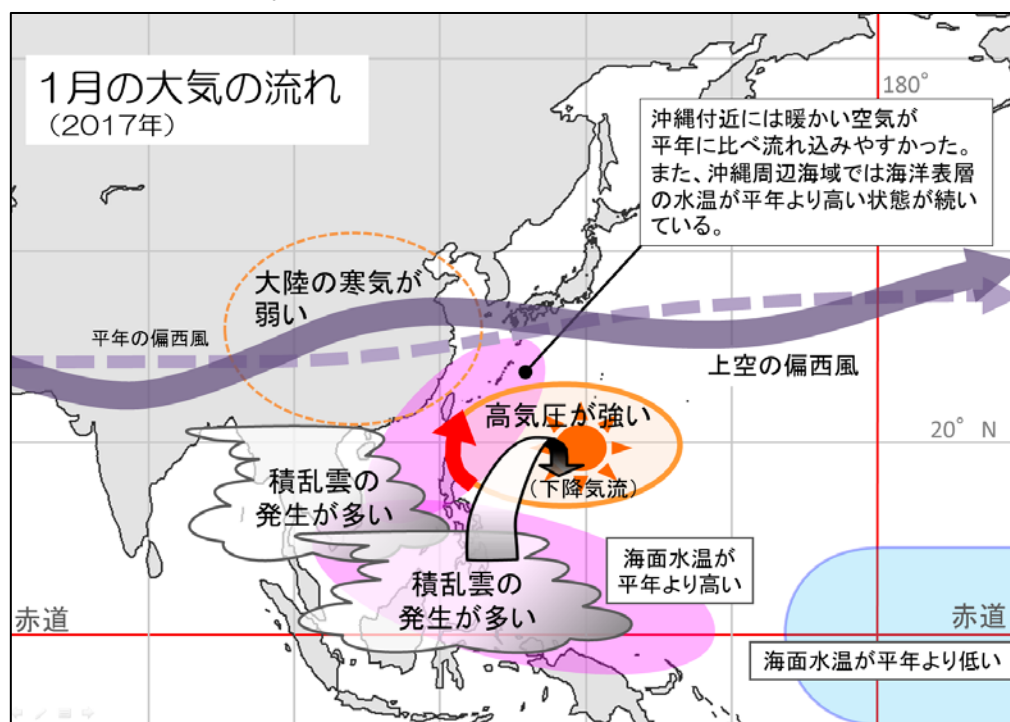 1月の大気の流れ
（2017年）
180°
沖縄付近には暖かい空気が
平年に比べ流れ込みやすかった。
また、沖縄周辺海域では海洋表層
の水温が平年より高い状態が続い
ている。
大陸の寒気が
弱い
平年の偏西風
上空の偏西風
高気圧が強い
20° N
（下降気流）
積乱雲の
発生が多い
海面水温が
平年より高い
積乱雲の
発生が多い
赤道
赤道
海面水温が平年より低い